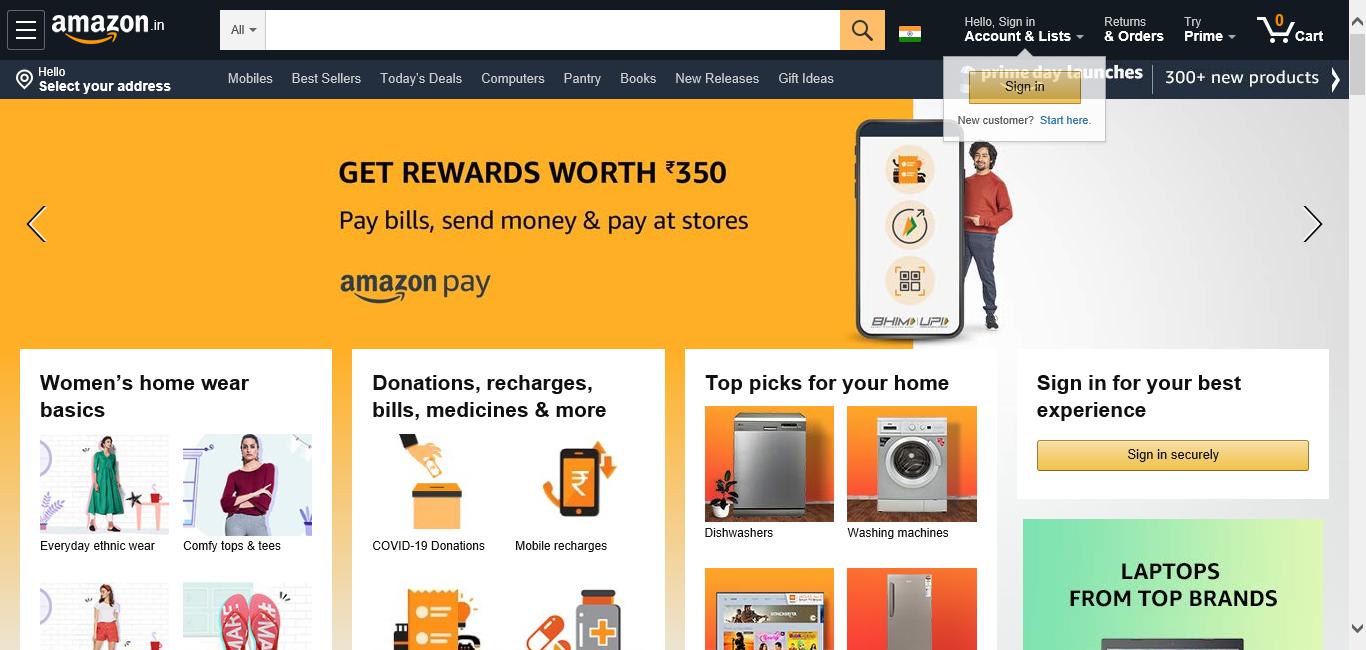 amazon.in
All
Hello, Sign in
Account & Lists
Returns
& Orders
Try
Prime
0
Cart
Hello
Select your address
Mobiles
Best Sellers
Today's Deals
Computers
Pantry
Books
New Releases
Gift Ideas
prime day launches
300+ new products
Sign in
New customer? Start here.
GET REWARDS WORTH ₹350
Pay bills, send money & pay at stores
amazon pay
BHIM UPI
Women's home wear
basics
Everyday ethnic wear
Comfy tops & tees
Donations, recharges,
bills, medicines & more
COVID-19 Donations
₹
Mobile recharges
Top picks for your home
Dishwashers
Washing machines
Sign in for your best
experience
Sign in securely
LAPTOPS
FROM TOP BRANDS